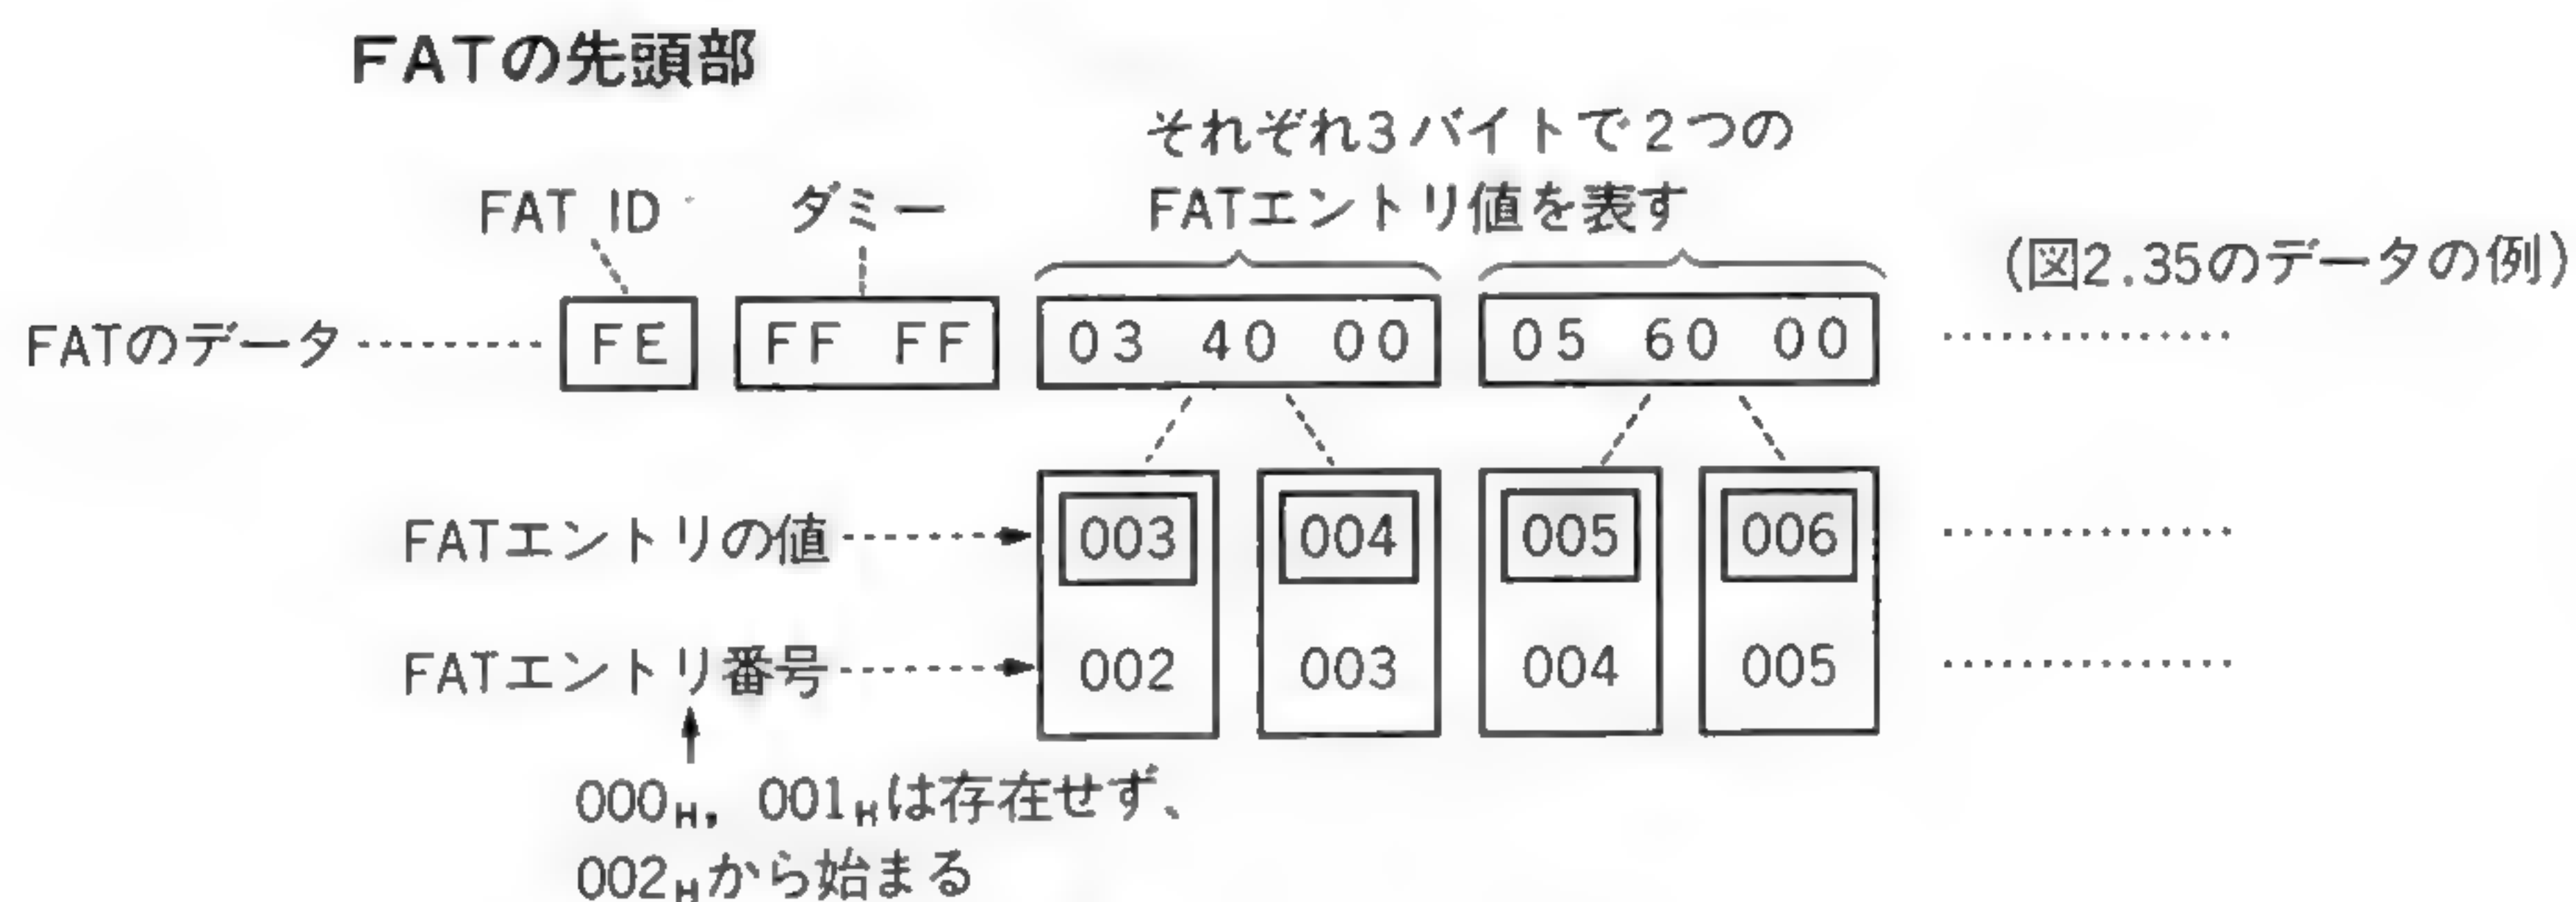 FATの先頭部
それぞれ3バイトで2つの
FATエントリ値を表す
FAT ID
ダミー
(図2.35のデータの例)
FATのデータ
FE
FF FF
03 40 00
05 60 00
FATエントリの値
003
004
005
006
FATエントリ番号
002
003
004
005
000H, 001Hは存在せず、
002Hから始まる